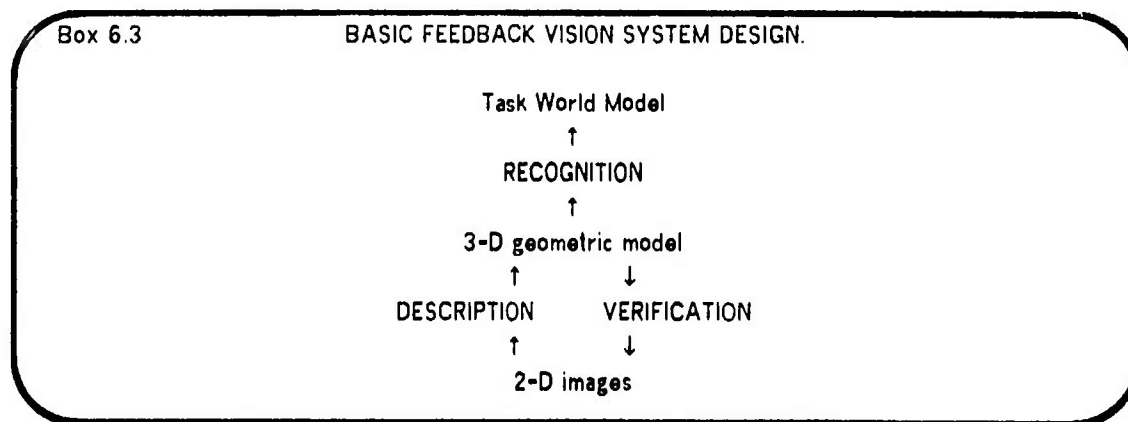 Box 6.3 BASIC FEEDBACK VISION SYSTEM DESIGN.
Task World Model
↑
RECOGNITION
↑
3-D geometric model
↑ ↓
DESCRIPTION VERIFICATION
↑ ↓
2-D images